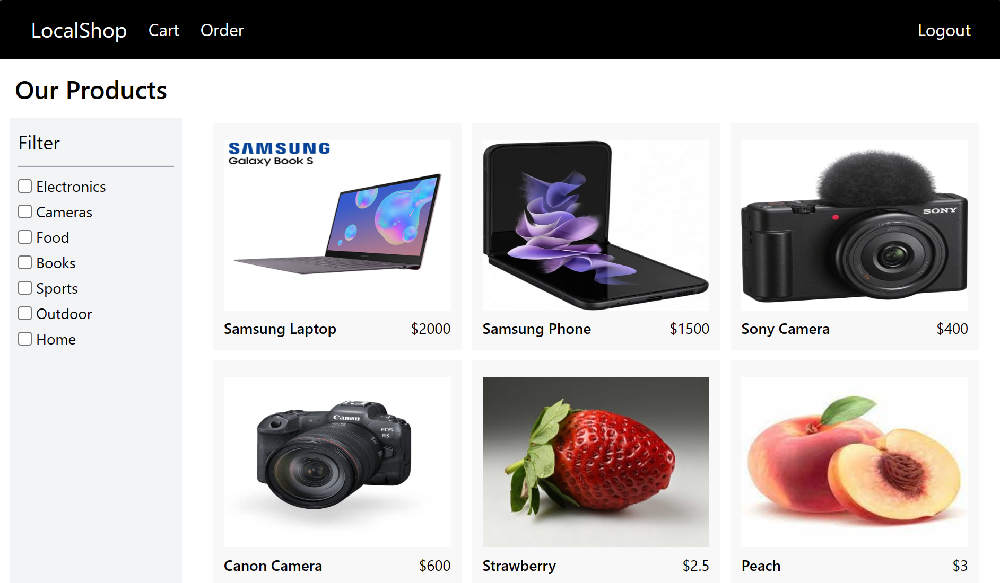 LocalShop Cart Order Logout
Our Products
Filter
Electronics
Cameras
Food
Books
Sports
Outdoor
Home
SAMSUNG
Galaxy Book S
Samsung Laptop $2000
Samsung Phone $1500
SONY
ZEISS
Sony Camera $400
Canon
EOS
R5
Canon Camera $600
Strawberry $2.5
Peach $3